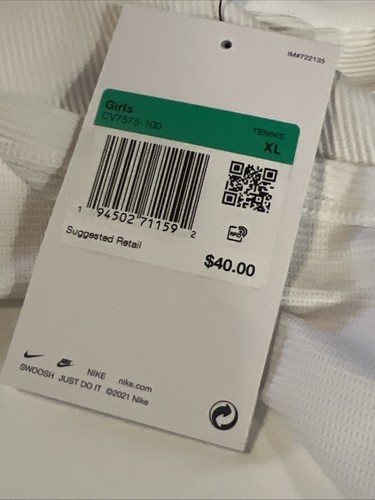 IM#722135
Girls
CV7575-100
TENNIS
XL
1 94502 71159 2
RFID
Suggested Retail
$40.00
NIKE nike.com
SWOOSH JUST DO IT ©2021 Nike